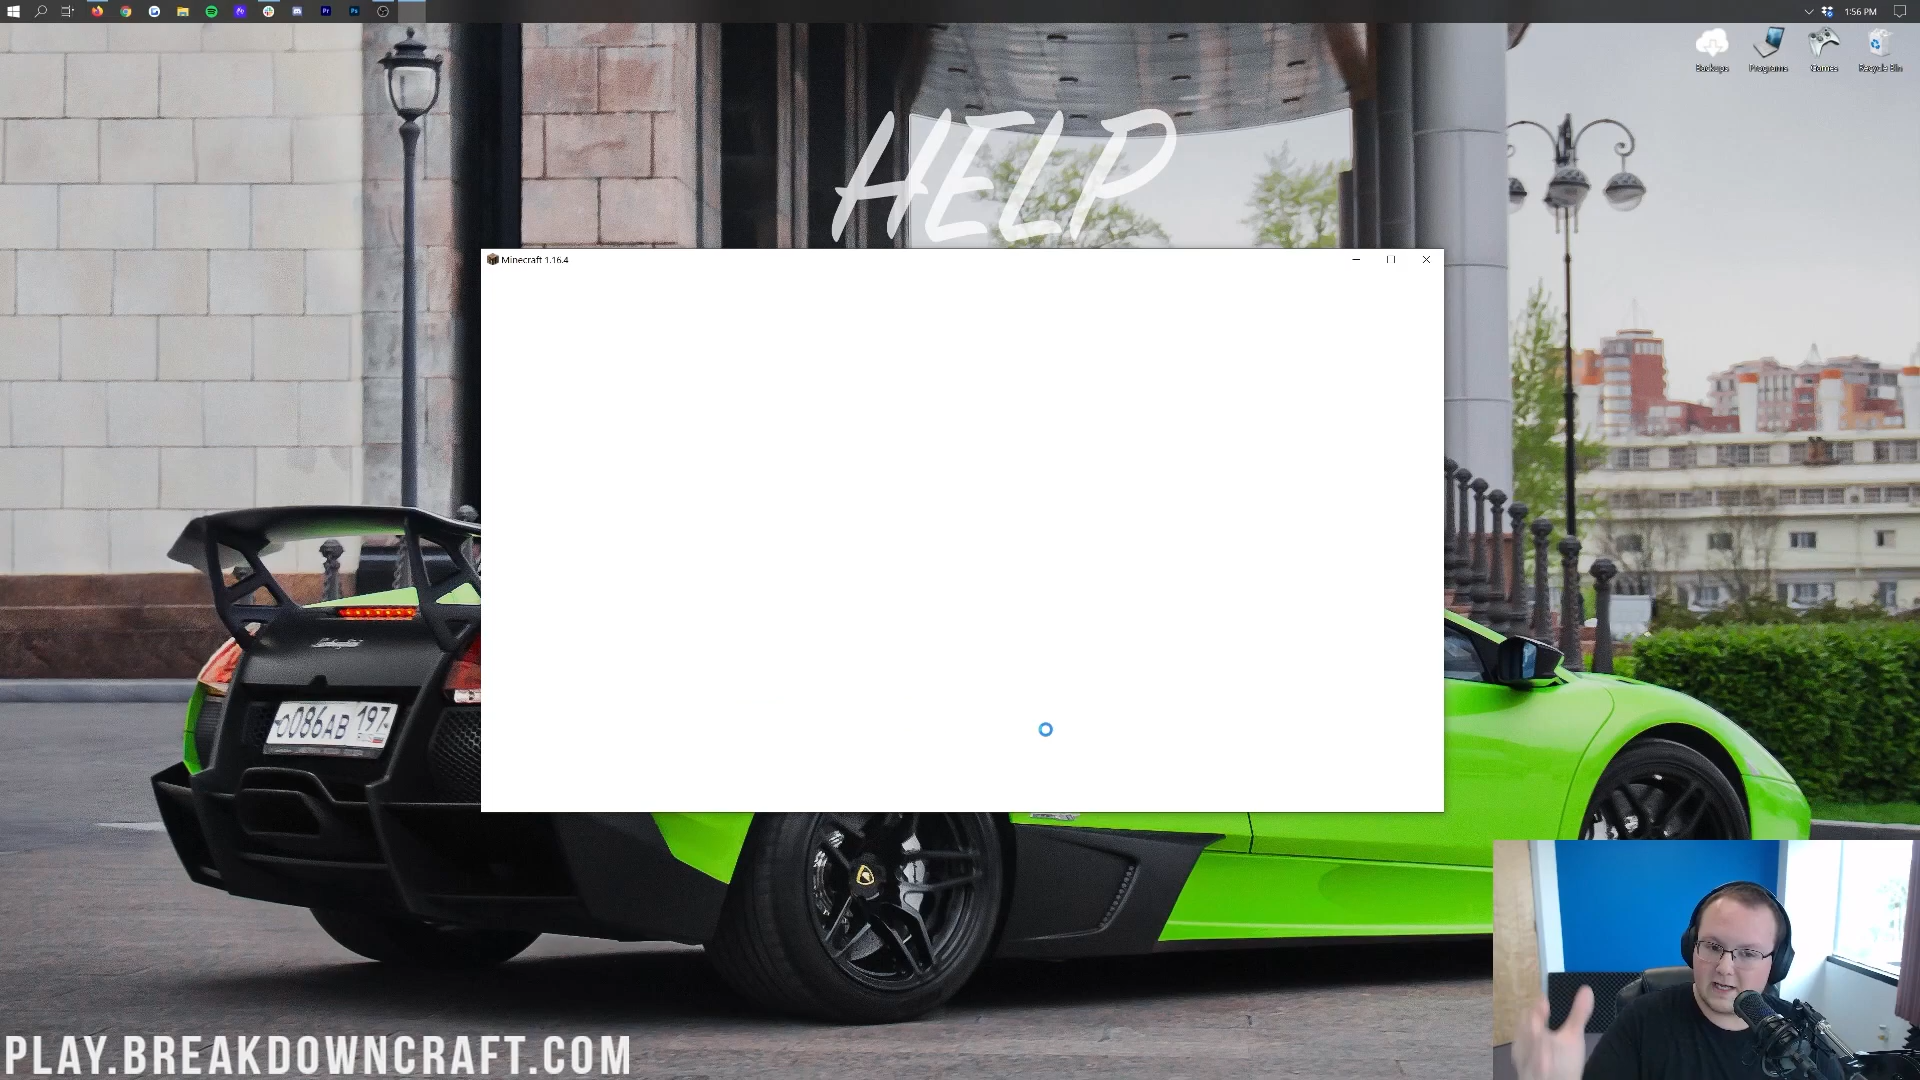 1:56 PM
Backups Programs Games Recycle Bin
HELP
Minecraft 1.16.4
О086АВ 197
PLAY.BREAKDOWNCRAFT.COM